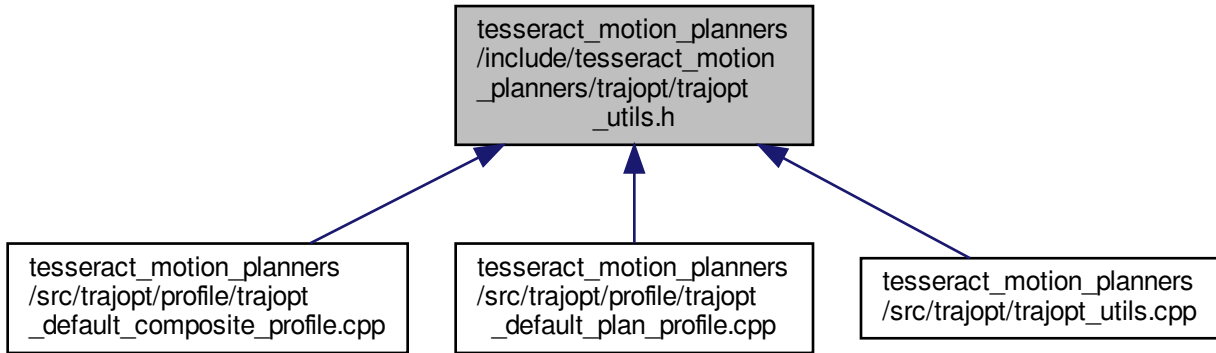 tesseract_motion_planners
/include/tesseract_motion
_planners/trajopt/trajopt
_utils.h
tesseract_motion_planners
/src/trajopt/profile/trajopt
_default_composite_profile.cpp
tesseract_motion_planners
/src/trajopt/profile/trajopt
_default_plan_profile.cpp
tesseract_motion_planners
/src/trajopt/trajopt_utils.cpp